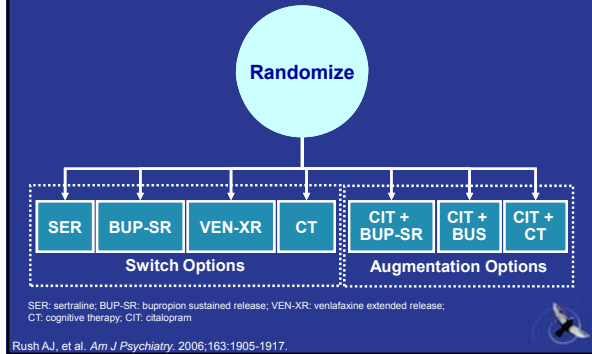 Randomize
SER
BUP-SR
VEN-XR
CT
CIT +
BUP-SR
CIT +
BUS
CIT +
CT
Switch Options
Augmentation Options
SER: sertraline; BUP-SR: bupropion sustained release; VEN-XR: venlafaxine extended release;
CT: cognitive therapy; CIT: citalopram
Rush AJ, et al. Am J Psychiatry. 2006;163:1905-1917.